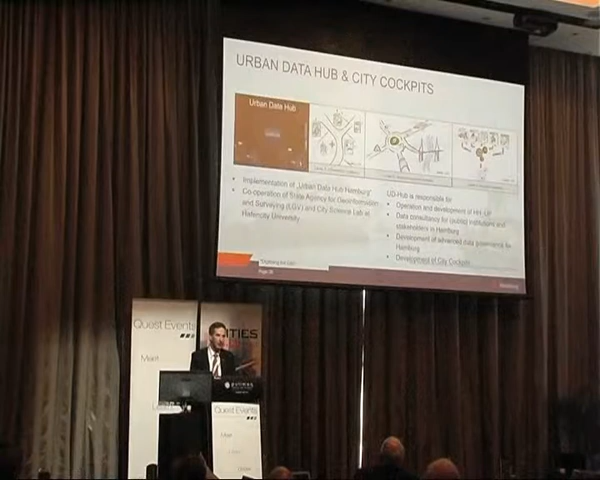 URBAN DATA HUB & CITY COCKPITS
Urban Data Hub
• Implementation of „Urban Data Hub Hamburg"
• Co-operation of State Agency for Geoinformation
and Surveying (LGV) and City Science Lab at
Hafencity University
UD-Hub is responsible for
• Operation and development of
• Data consultancy for (public) institutions and
stakeholders in Hamburg
• Development of advanced data governance for
Hamburg
• Development of City Cockpits
Page
Quest Events
Meet
ITIES
Quest Events
Meet